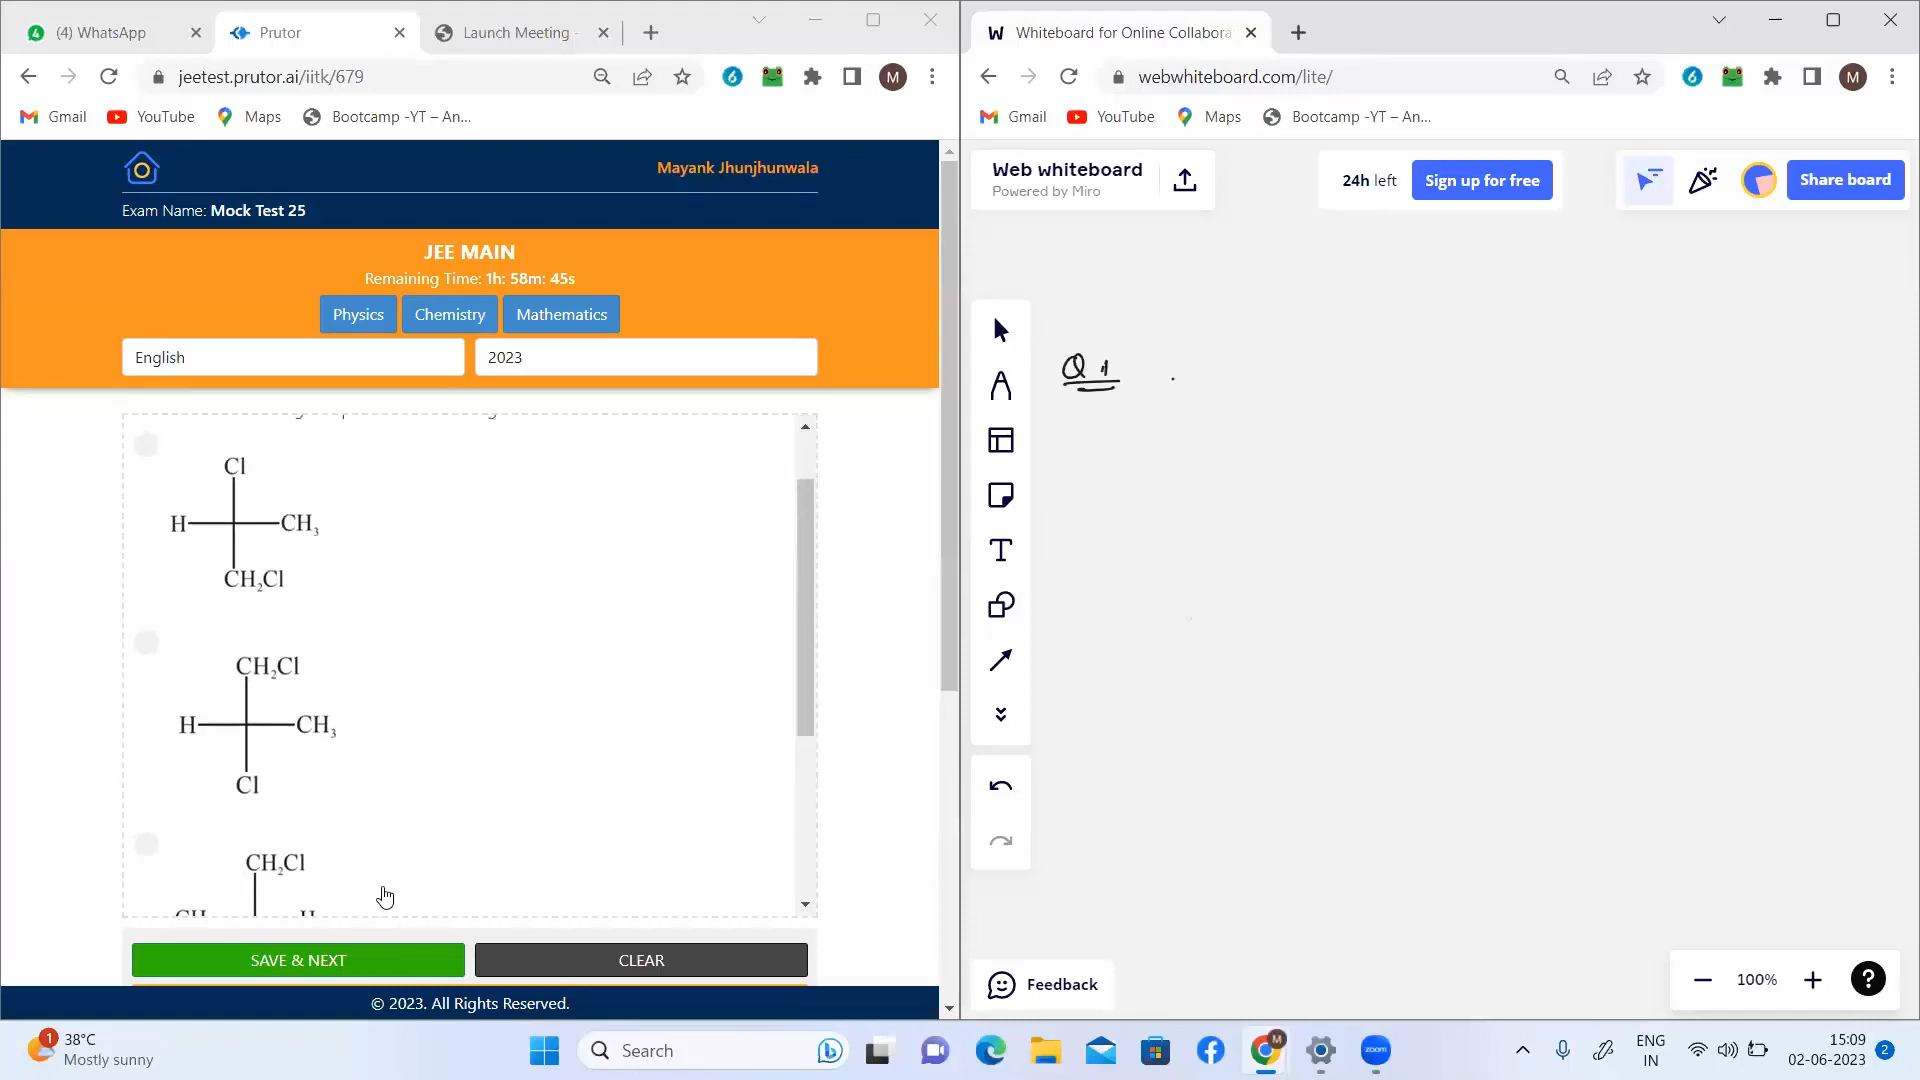 (4) WhatsApp
Prutor
Launch Meeting -
jeetest.prutor.ai/iitk/679
M
Gmail
YouTube
Maps
Bootcamp -YT – An...
Mayank Jhunjhunwala
Exam Name: Mock Test 25
JEE MAIN
Remaining Time: 1h: 58m: 45s
Physics
Chemistry
Mathematics
English
2023
Cl
H
CH₃
CH₂Cl
CH₂Cl
H
CH₃
Cl
CH₂Cl
SAVE & NEXT
CLEAR
© 2023. All Rights Reserved.
W
Whiteboard for Online Collabora
webwhiteboard.com/lite/
M
Gmail
YouTube
Maps
Bootcamp -YT – An...
Web whiteboard
Powered by Miro
24h left
Sign up for free
Share board
Q 1
Feedback
100%
?
1
38°C
Mostly sunny
Search
zoom
ENG
IN
15:09
02-06-2023
2